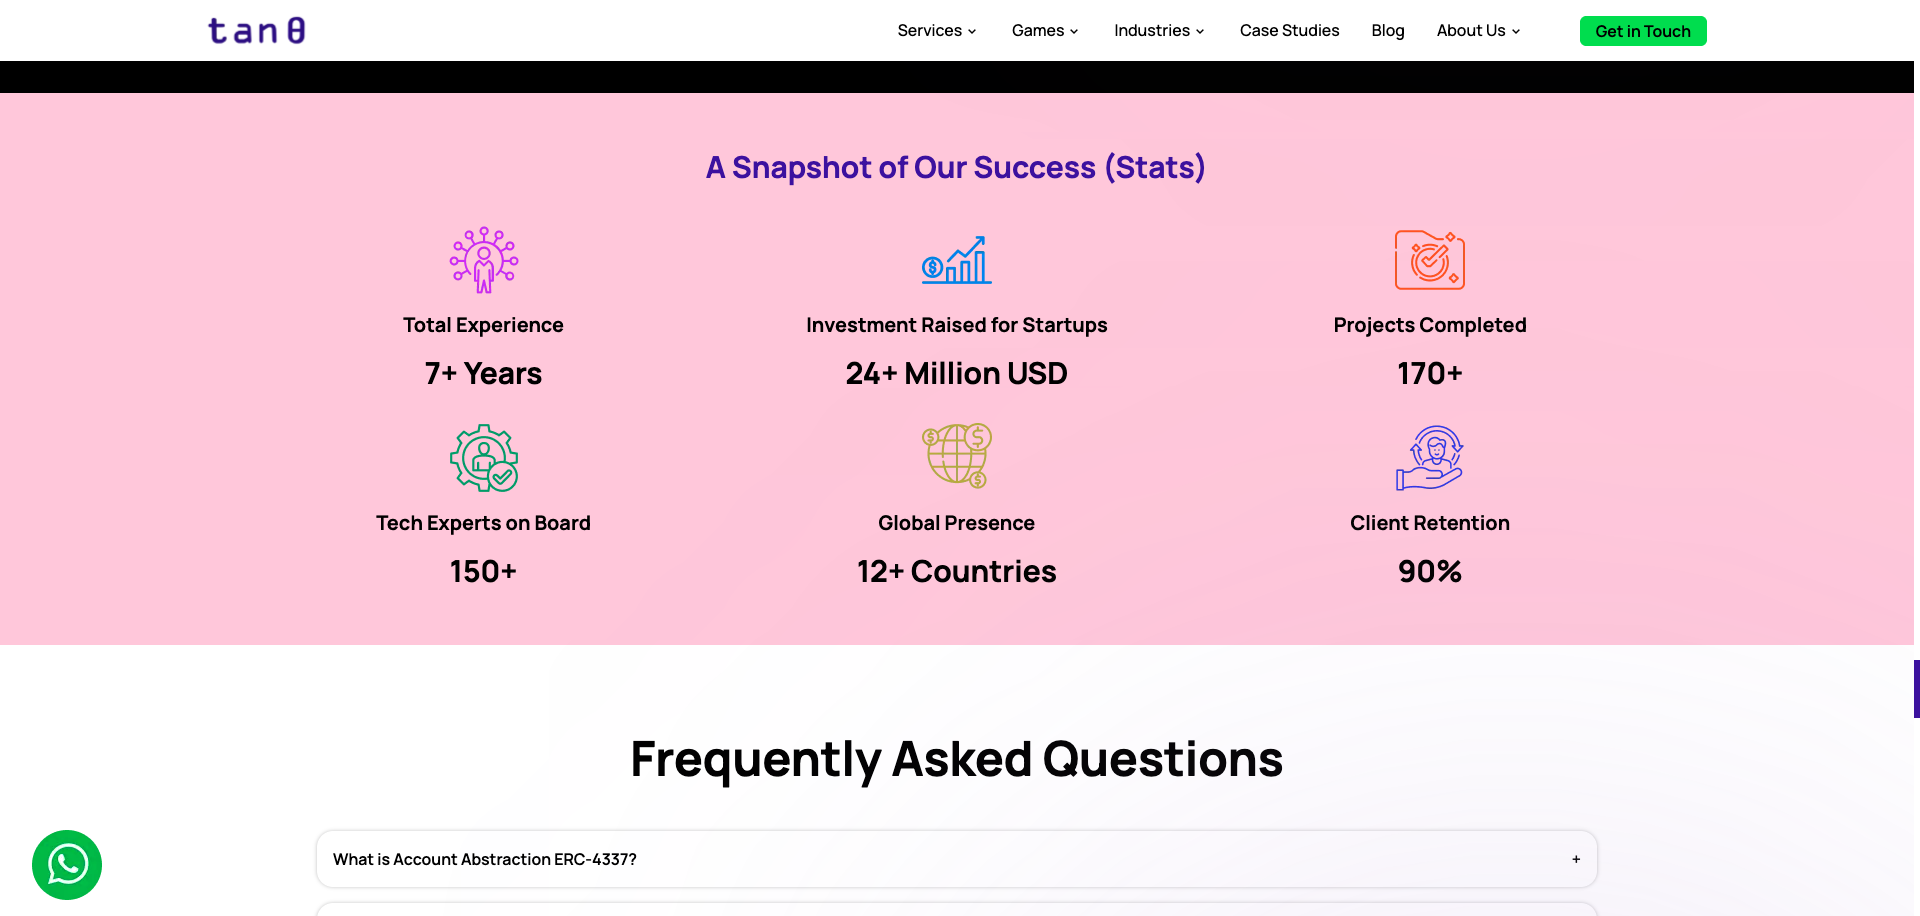 tan θ
Services
Games
Industries
Case Studies
Blog
About Us
Get in Touch
A Snapshot of Our Success (Stats)
Total Experience
7+ Years
Investment Raised for Startups
24+ Million USD
Projects Completed
170+
Tech Experts on Board
150+
Global Presence
12+ Countries
Client Retention
90%
Frequently Asked Questions
What is Account Abstraction ERC-4337? +